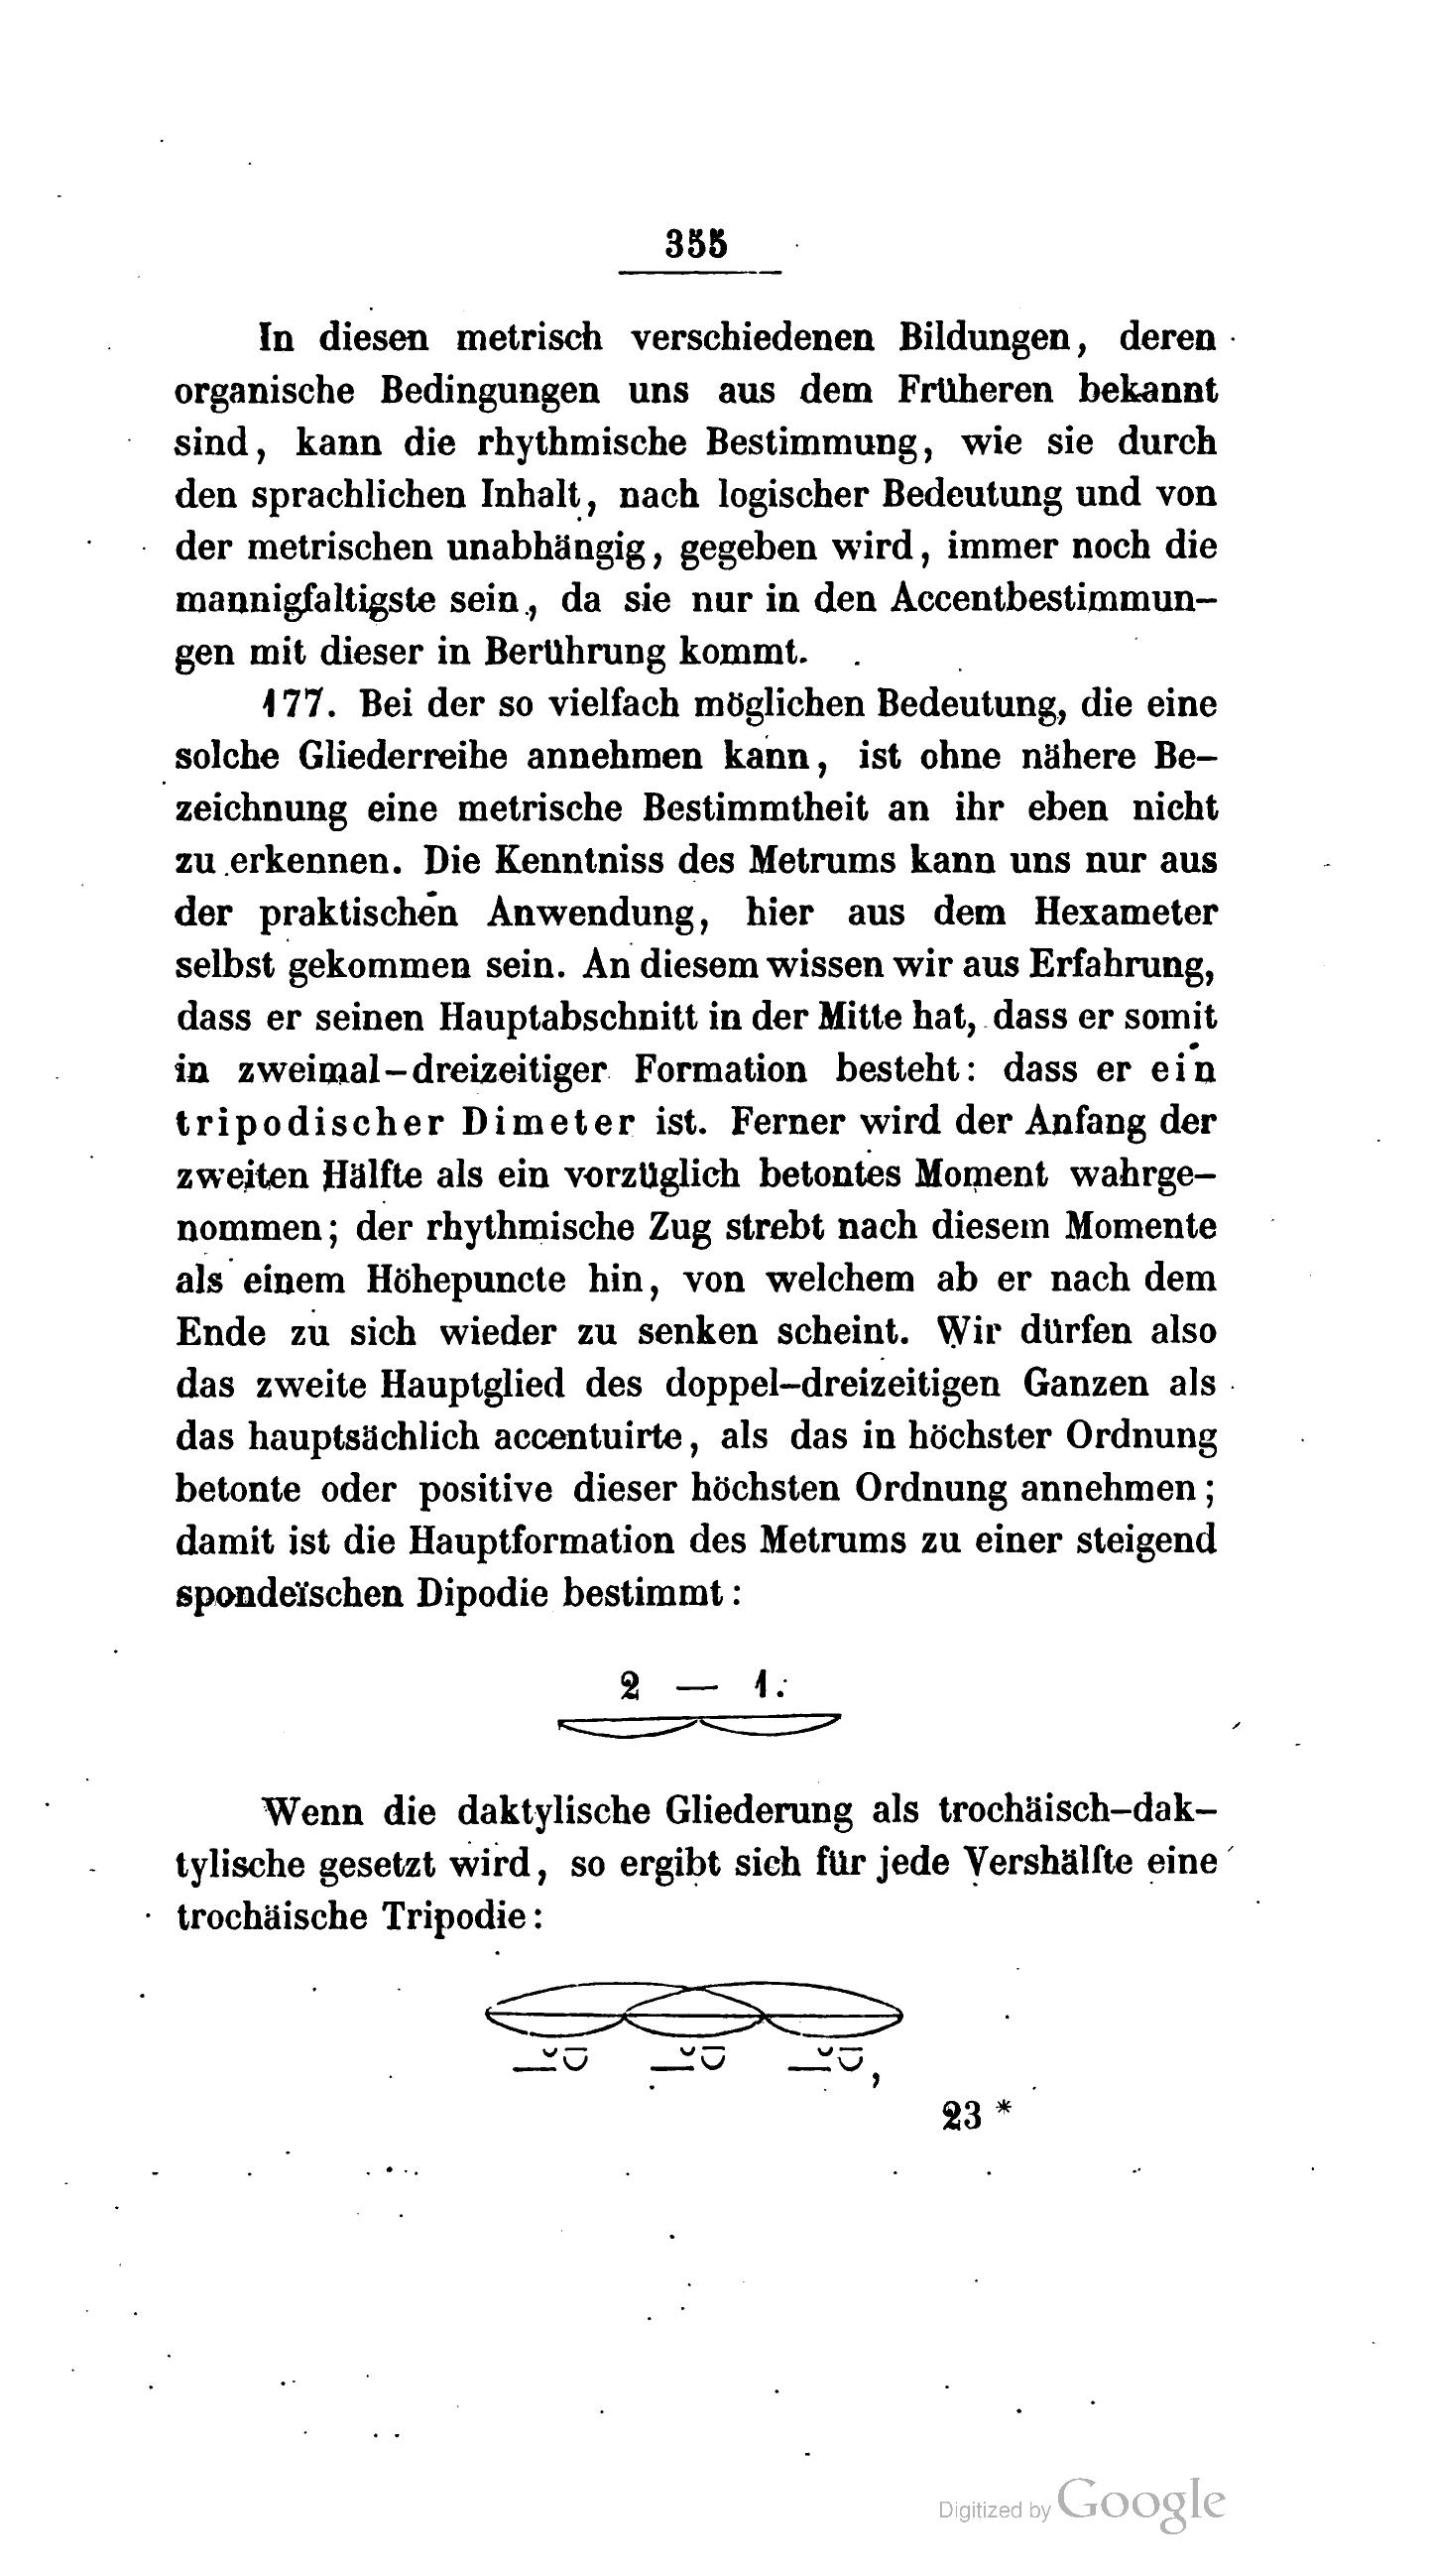 355
In diesen metrisch verschiedenen Bildungen, deren
organische Bedingungen uns aus dem Früheren bekannt
sind, kann die rhythmische Bestimmung, wie sie durch
den sprachlichen Inhalt, nach logischer Bedeutung und von
der metrischen unabhängig, gegeben wird, immer noch die
mannigfaltigste sein, da sie nur in den Accentbestimmun-
gen mit dieser in Berührung kommt.
177. Bei der so vielfach möglichen Bedeutung, die eine
solche Gliederreihe annehmen kann, ist ohne nähere Be-
zeichnung eine metrische Bestimmtheit an ihr eben nicht
zu erkennen. Die Kenntniss des Metrums kann uns nur aus
der praktischen Anwendung, hier aus dem Hexameter
selbst gekommen sein. An diesem wissen wir aus Erfahrung,
dass er seinen Hauptabschnitt in der Mitte hat, dass er somit
in zweimal-dreizeitiger Formation besteht: dass er ein
tripodischer Dimeter ist. Ferner wird der Anfang der
zweiten Hälfte als ein vorzüglich betontes Moment wahrge-
nommen; der rhythmische Zug strebt nach diesem Momente
als einem Höhepuncte hin, von welchem ab er nach dem
Ende zu sich wieder zu senken scheint. Wir dürfen also
das zweite Hauptglied des doppel-dreizeitigen Ganzen als
das hauptsächlich accentuirte, als das in höchster Ordnung
betonte oder positive dieser höchsten Ordnung annehmen;
damit ist die Hauptformation des Metrums zu einer steigend
spondeïschen Dipodie bestimmt:
2 — 1.
Wenn die daktylische Gliederung als trochäisch-dak-
tylische gesetzt wird, so ergibt sich für jede Vershälfte eine
trochäische Tripodie:
23 *
Digitized by Google